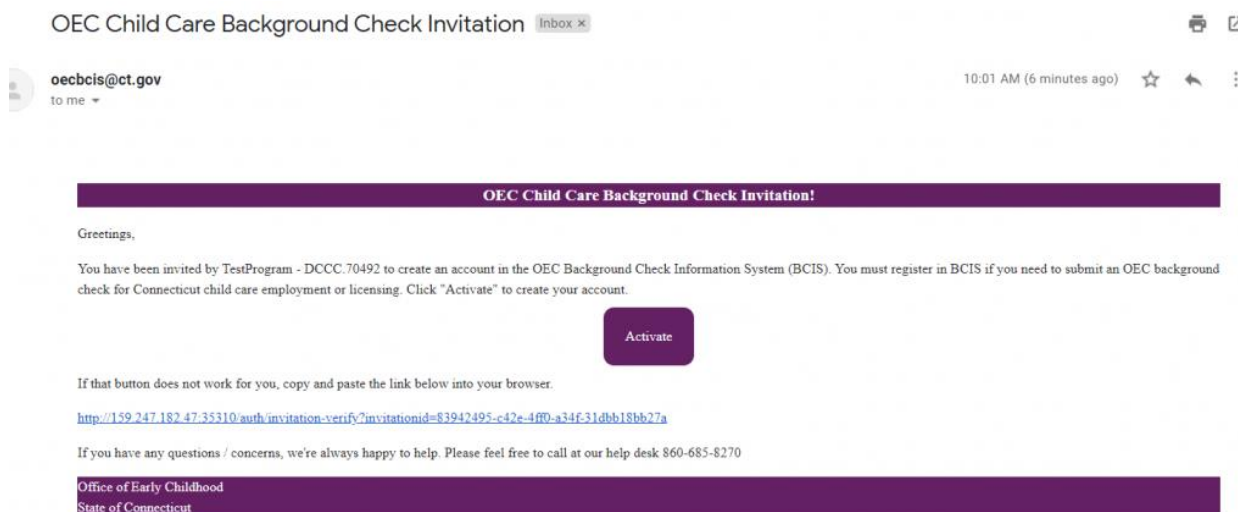 OEC Child Care Background Check Invitation Inbox ×
oecbcis@ct.gov
10:01 AM (6 minutes ago)
to me
OEC Child Care Background Check Invitation!
Greetings,
You have been invited by TestProgram - DCCC.70492 to create an account in the OEC Background Check Information System (BCIS). You must register in BCIS if you need to submit an OEC background
check for Connecticut child care employment or licensing. Click "Activate" to create your account.
Activate
If that button does not work for you, copy and paste the link below into your browser.
http://159.247.182.47:35310/auth/invitation-verify?invitationid=83942495-c42e-4ff0-a34f-31dbb18bb27a
If you have any questions / concerns, we're always happy to help. Please feel free to call at our help desk 860-685-8270
Office of Early Childhood
State of Connecticut